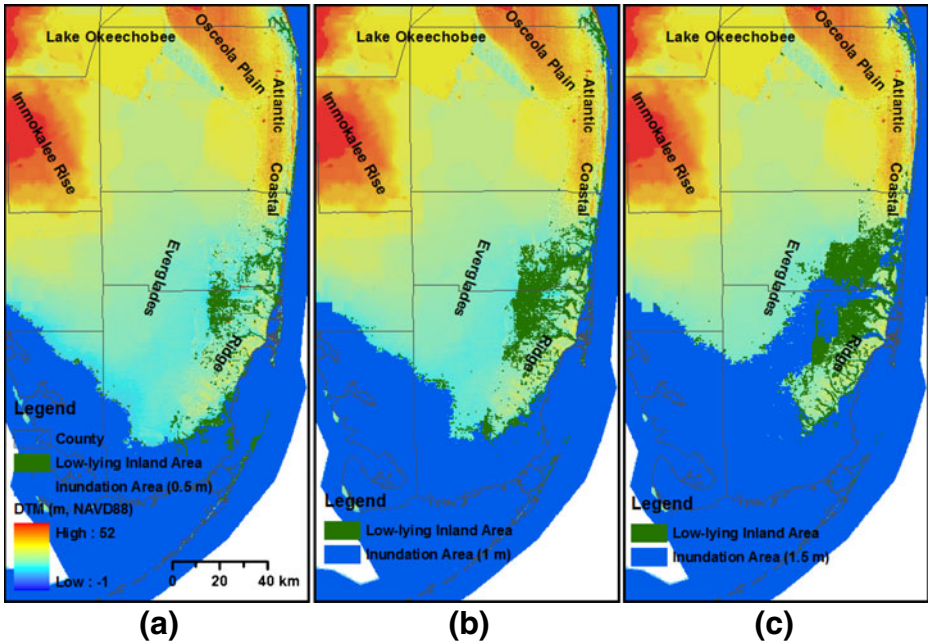 Lake Okeechobee
Osceola Plain
Immokalee Rise
Atlantic
Coastal
Everglades
Ridge
Legend
County
Low-lying Inland Area
Inundation Area (0.5 m)
DTM (m, NAVD88)
High : 52
Low : -1
0 20 40
km
(a)
Lake Okeechobee
Osceola Plain
Immokalee Rise
Atlantic
Coastal
Everglades
Ridge
Legend
Low-lying Inland Area
Inundation Area (1 m)
(b)
Lake Okeechobee
Osceola Plain
Immokalee Rise
Atlantic
Coastal
Everglades
Ridge
Legend
Low-lying Inland Area
Inundation Area (1.5 m)
(c)